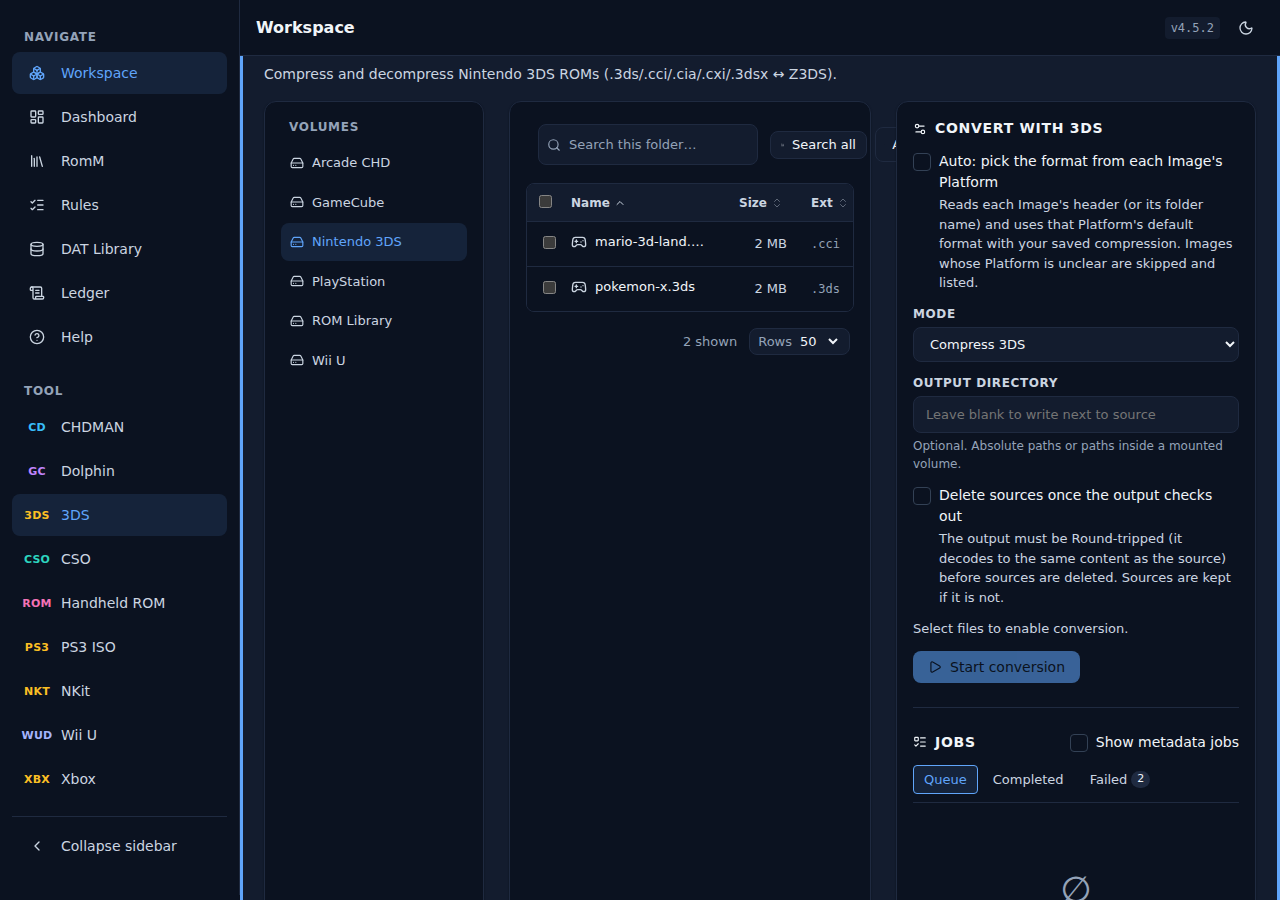 NAVIGATE
Workspace
Dashboard
RomM
Rules
DAT Library
Ledger
Help
TOOL
CD CHDMAN
GC Dolphin
3DS 3DS
CSO CSO
ROM Handheld ROM
PS3 PS3 ISO
NKT NKit
WUD Wii U
XBX Xbox
Collapse sidebar
Workspace
v4.5.2
Compress and decompress Nintendo 3DS ROMs (.3ds/.cci/.cia/.cxi/.3dsx ↔ Z3DS).
VOLUMES
Arcade CHD
GameCube
Nintendo 3DS
PlayStation
ROM Library
Wii U
Search this folder…
Search all
Name Size Ext
mario-3d-land.… 2 MB .cci
pokemon-x.3ds 2 MB .3ds
2 shown Rows 50
CONVERT WITH 3DS
Auto: pick the format from each Image's
Platform
Reads each Image's header (or its folder
name) and uses that Platform's default
format with your saved compression. Images
whose Platform is unclear are skipped and
listed.
MODE
Compress 3DS
OUTPUT DIRECTORY
Leave blank to write next to source
Optional. Absolute paths or paths inside a mounted
volume.
Delete sources once the output checks
out
The output must be Round-tripped (it
decodes to the same content as the source)
before sources are deleted. Sources are kept
if it is not.
Select files to enable conversion.
Start conversion
JOBS
Show metadata jobs
Queue Completed Failed 2